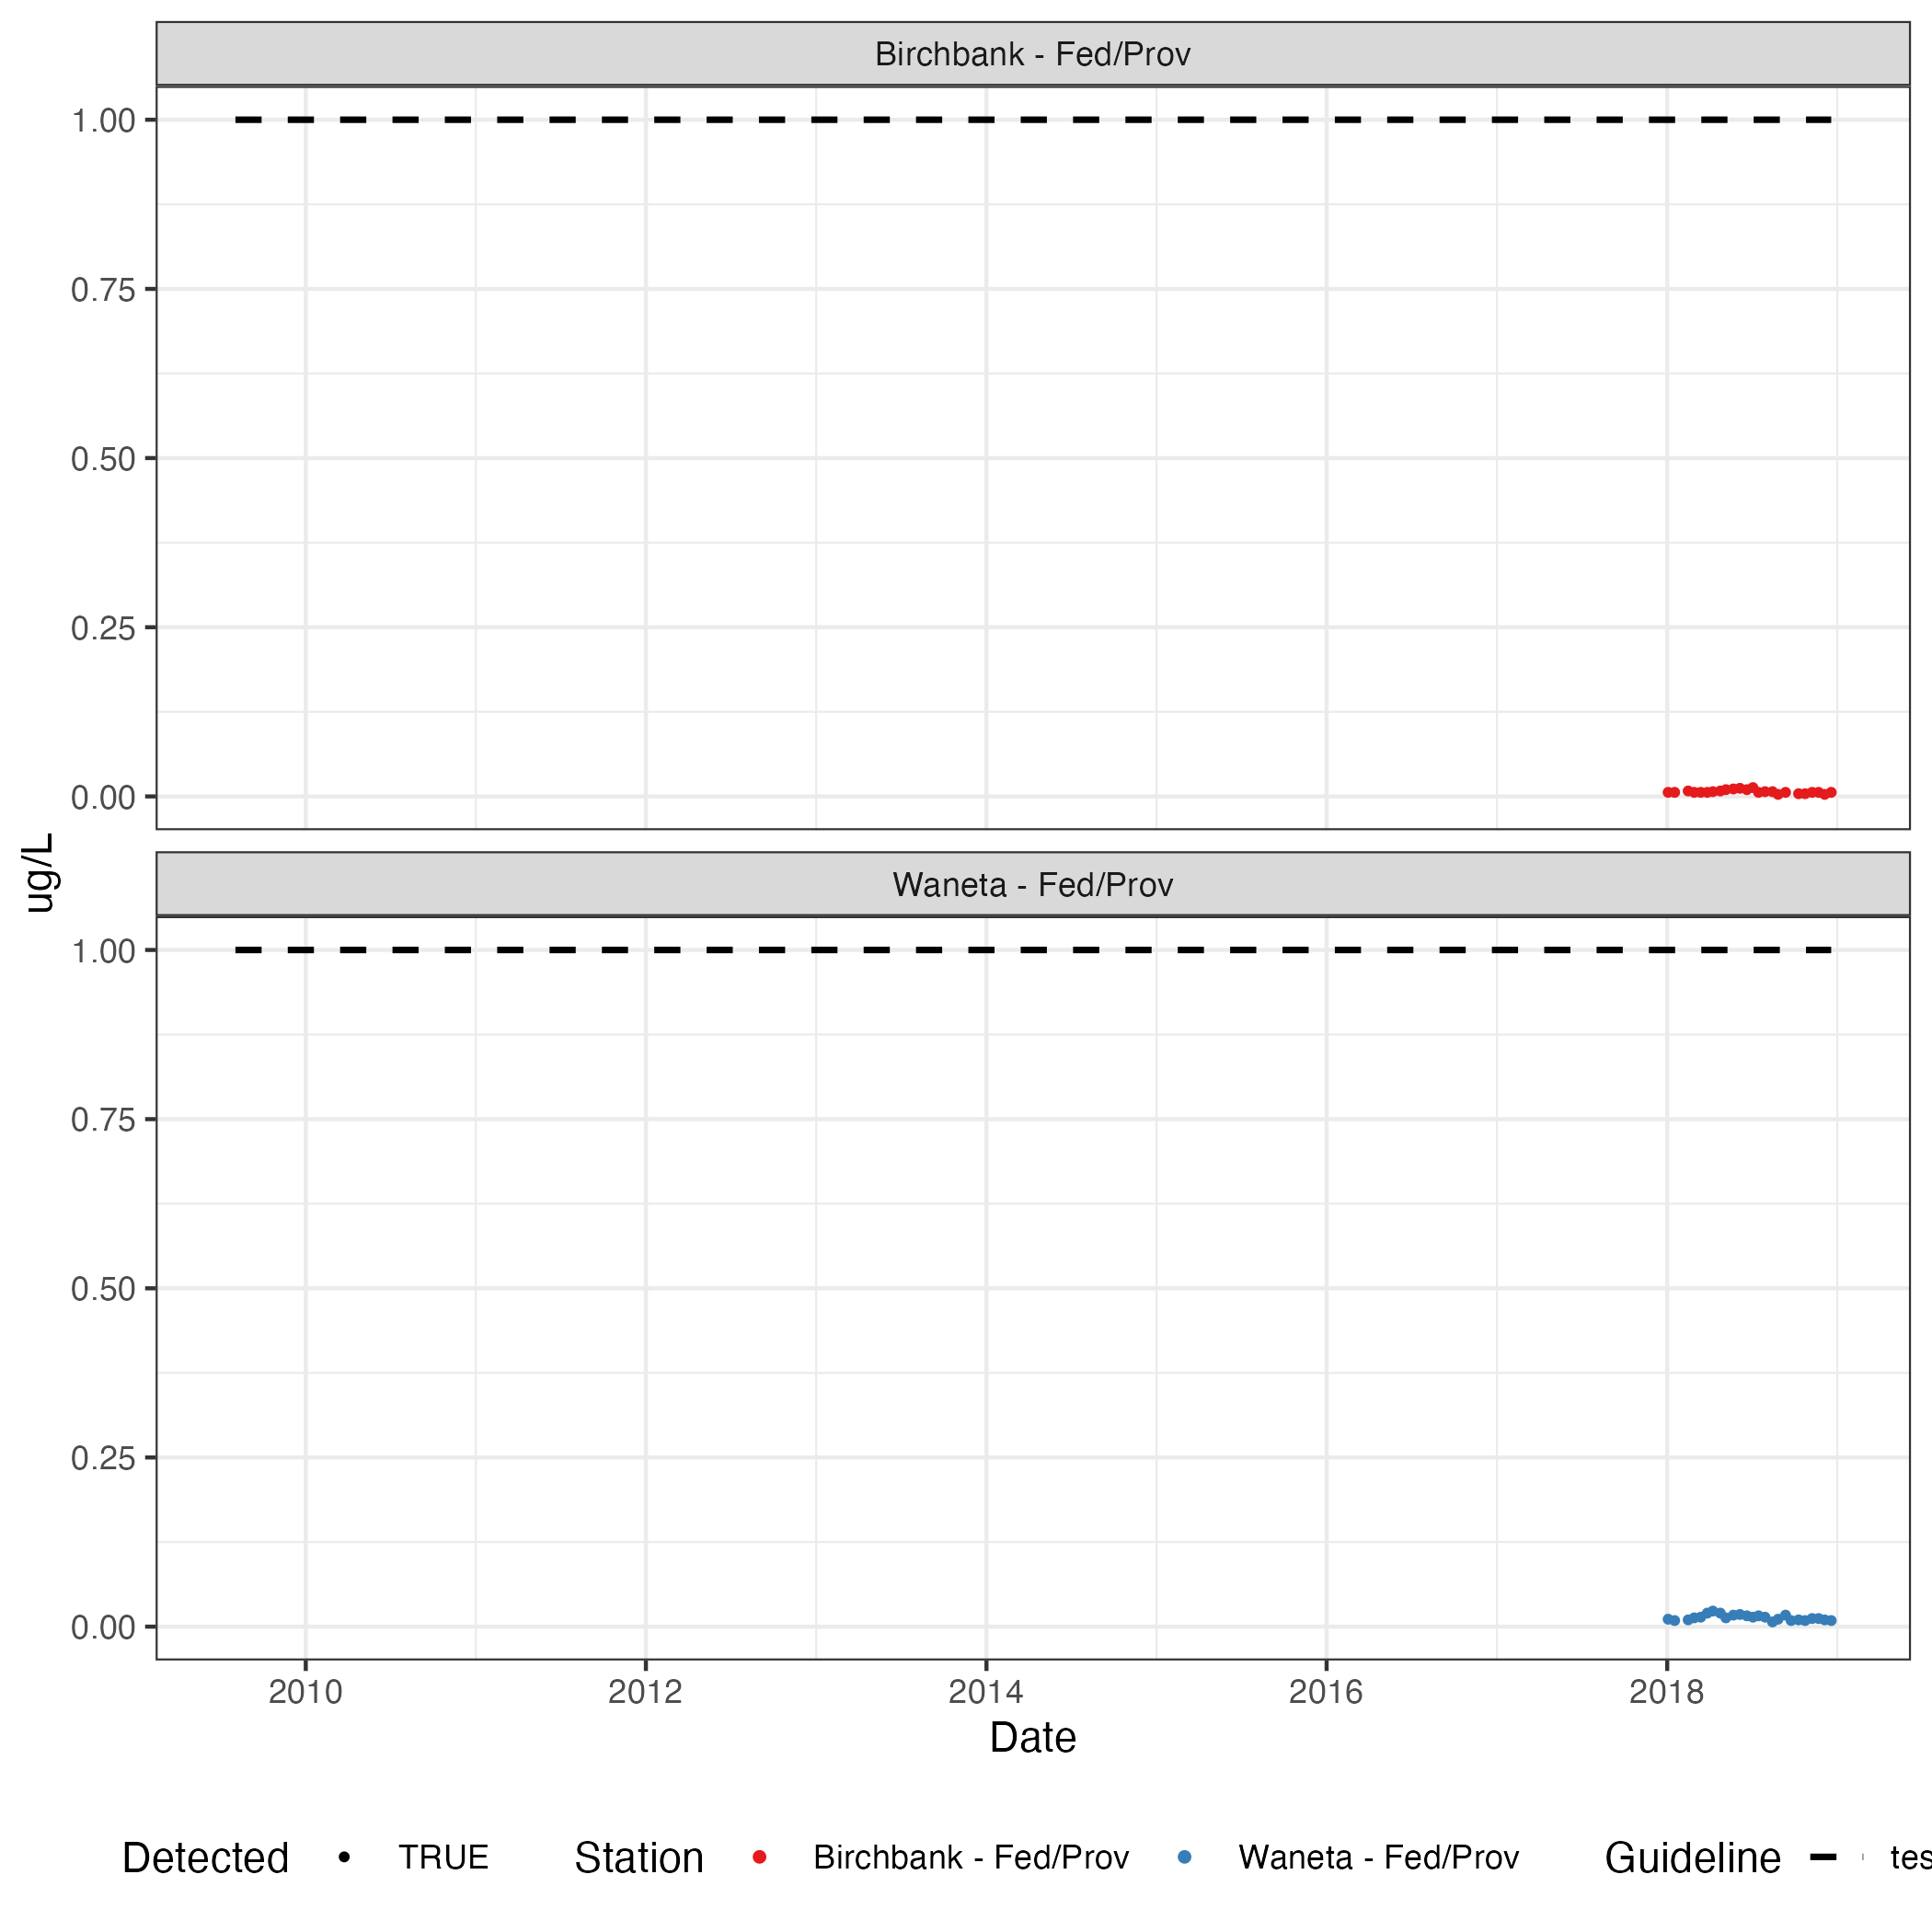 Birchbank - Fed/Prov
1.00
0.75
0.50
0.25
0.00
ug/L
Waneta - Fed/Prov
1.00
0.75
0.50
0.25
0.00
2010 2012 2014 2016 2018
Date
Detected TRUE Station Birchbank - Fed/Prov Waneta - Fed/Prov Guideline